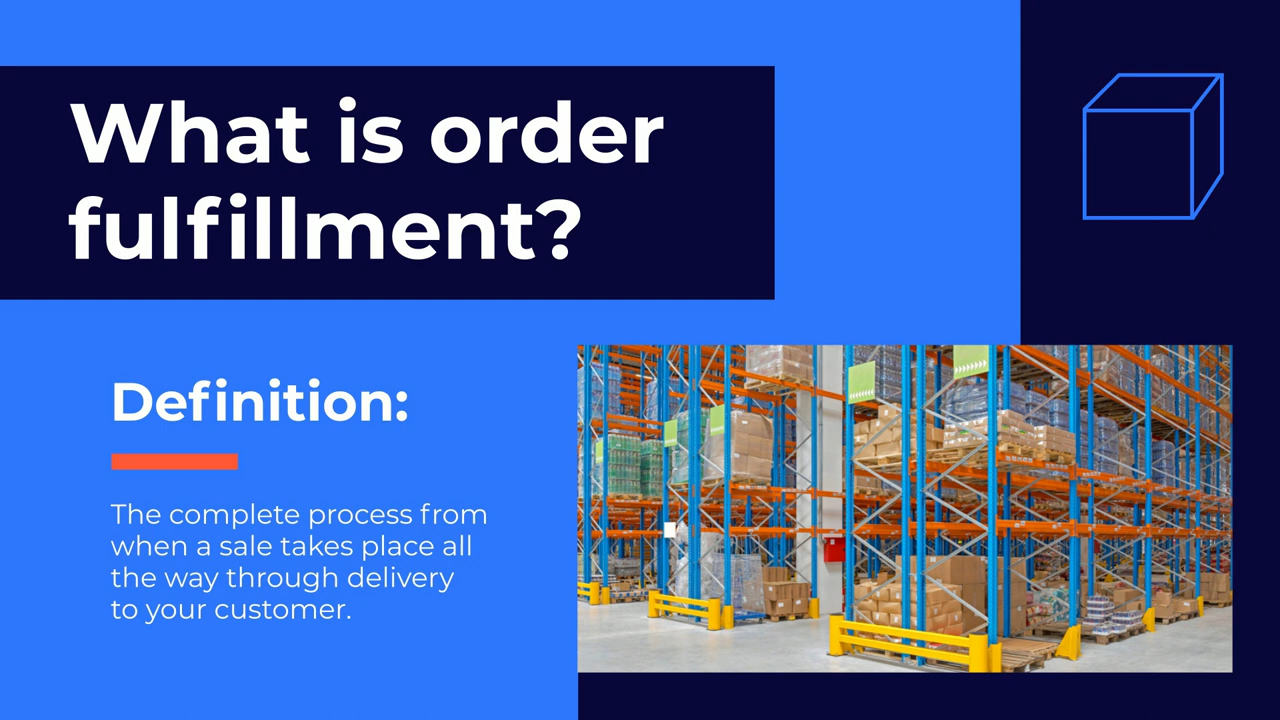 What is order
fulfillment?
Definition:
The complete process from
when a sale takes place all
the way through delivery
to your customer.